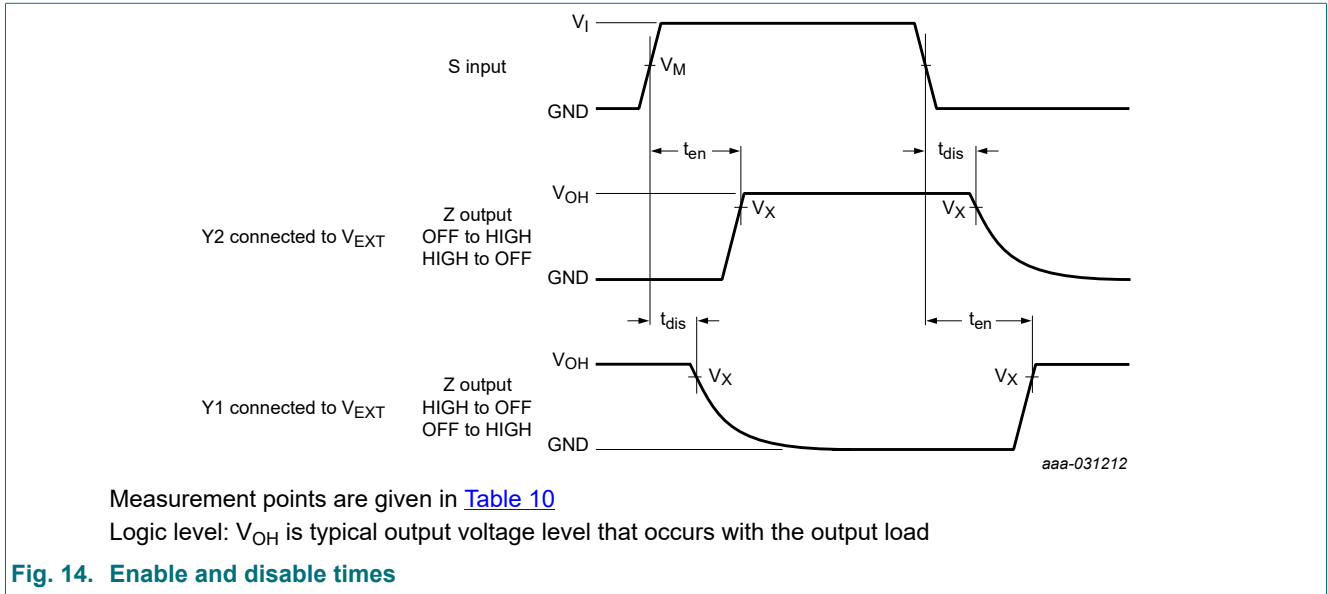 V_I
S input
V_M
GND
t_en
t_dis
V_OH
Z output
V_X
V_X
Y2 connected to V_EXT
OFF to HIGH
HIGH to OFF
GND
t_dis
t_en
V_OH
Z output
V_X
V_X
Y1 connected to V_EXT
HIGH to OFF
OFF to HIGH
GND
aaa-031212
Measurement points are given in Table 10
Logic level: V_OH is typical output voltage level that occurs with the output load
Fig. 14. Enable and disable times